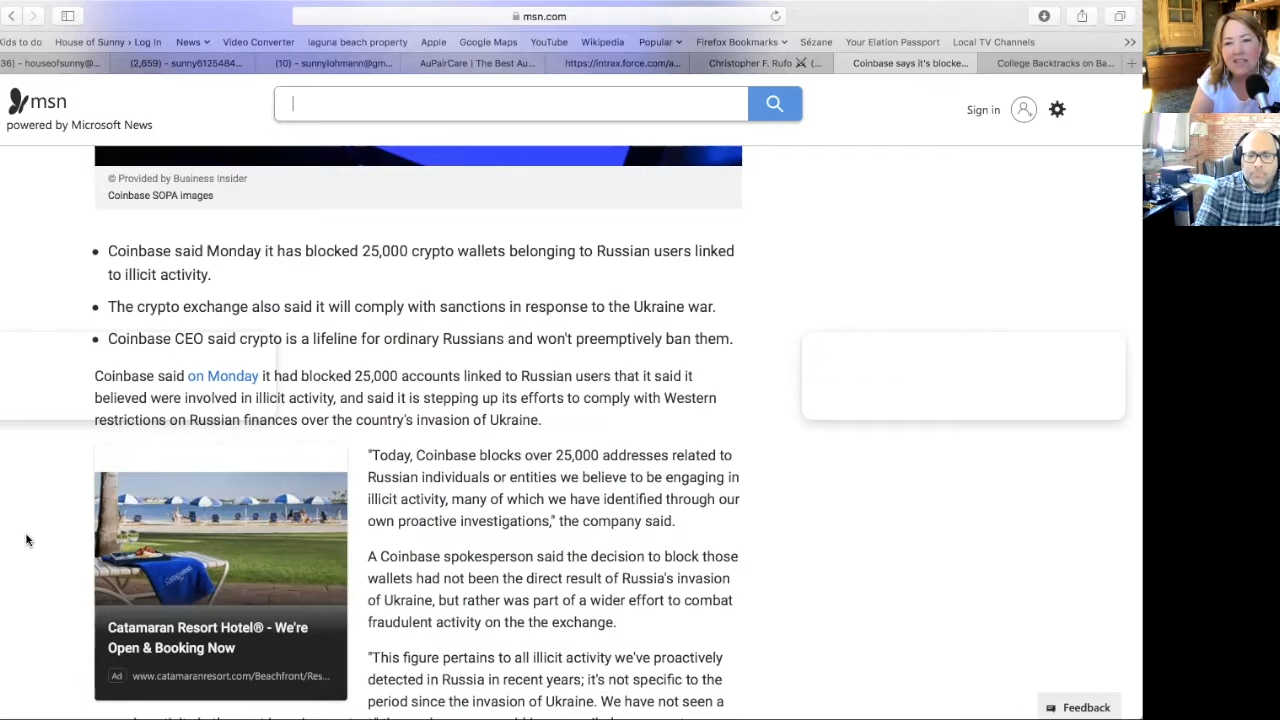 msn.com
Kids to do
House of Sunny › Log In
News
Video Converter
laguna beach property
Apple
Google Maps
YouTube
Wikipedia
Popular
Firefox Bookmarks
Sézane
Your Elation Passport
Local TV Channels
36) - houseofsunny@...
(2,659) - sunny6125484...
(10) - sunnylohmann@gm...
AuPairCare | The Best Au...
https://intrax.force.com/a...
Christopher F. Rufo ⚔ (...
Coinbase says it's blocke...
College Backtracks on Ba...
msn
powered by Microsoft News
Sign in
© Provided by Business Insider
Coinbase SOPA images
• Coinbase said Monday it has blocked 25,000 crypto wallets belonging to Russian users linked
to illicit activity.
• The crypto exchange also said it will comply with sanctions in response to the Ukraine war.
• Coinbase CEO said crypto is a lifeline for ordinary Russians and won't preemptively ban them.
Coinbase said on Monday it had blocked 25,000 accounts linked to Russian users that it said it
believed were involved in illicit activity, and said it is stepping up its efforts to comply with Western
restrictions on Russian finances over the country's invasion of Ukraine.
"Today, Coinbase blocks over 25,000 addresses related to
Russian individuals or entities we believe to be engaging in
illicit activity, many of which we have identified through our
own proactive investigations," the company said.
A Coinbase spokesperson said the decision to block those
wallets had not been the direct result of Russia's invasion
of Ukraine, but rather was part of a wider effort to combat
fraudulent activity on the the exchange.
"This figure pertains to all illicit activity we've proactively
detected in Russia in recent years; it's not specific to the
period since the invasion of Ukraine. We have not seen a
Catamaran Resort Hotel® - We're
Open & Booking Now
Ad www.catamaranresort.com/Beachfront/Res...
Feedback